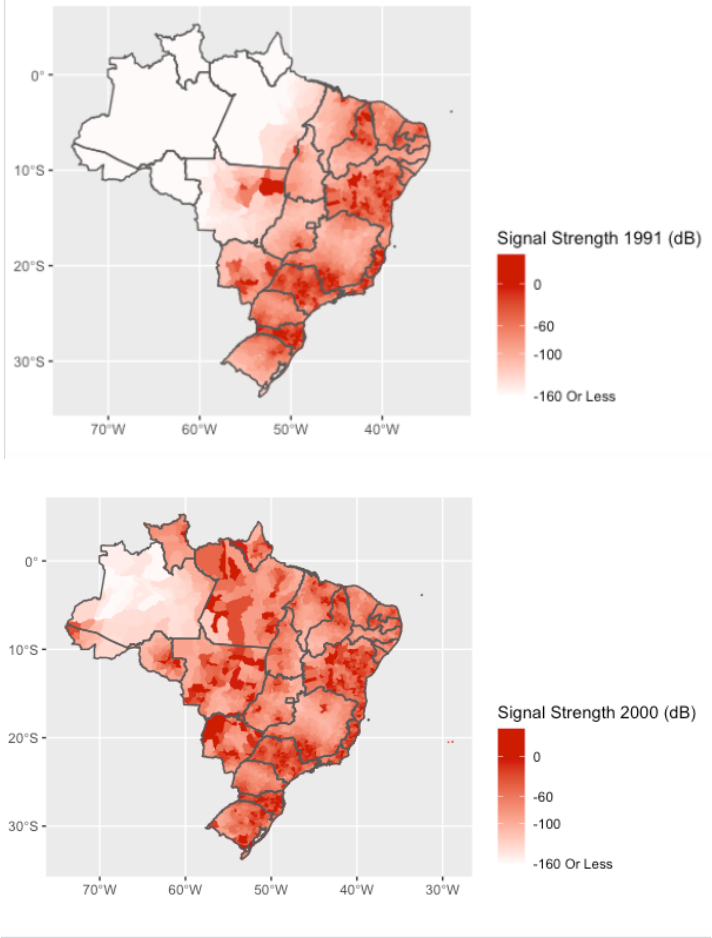 0°
10°S
20°S
30°S
70°W 60°W 50°W 40°W
Signal Strength 1991 (dB)
0
-60
-100
-160 Or Less
0°
10°S
20°S
30°S
70°W 60°W 50°W 40°W 30°W
Signal Strength 2000 (dB)
0
-60
-100
-160 Or Less